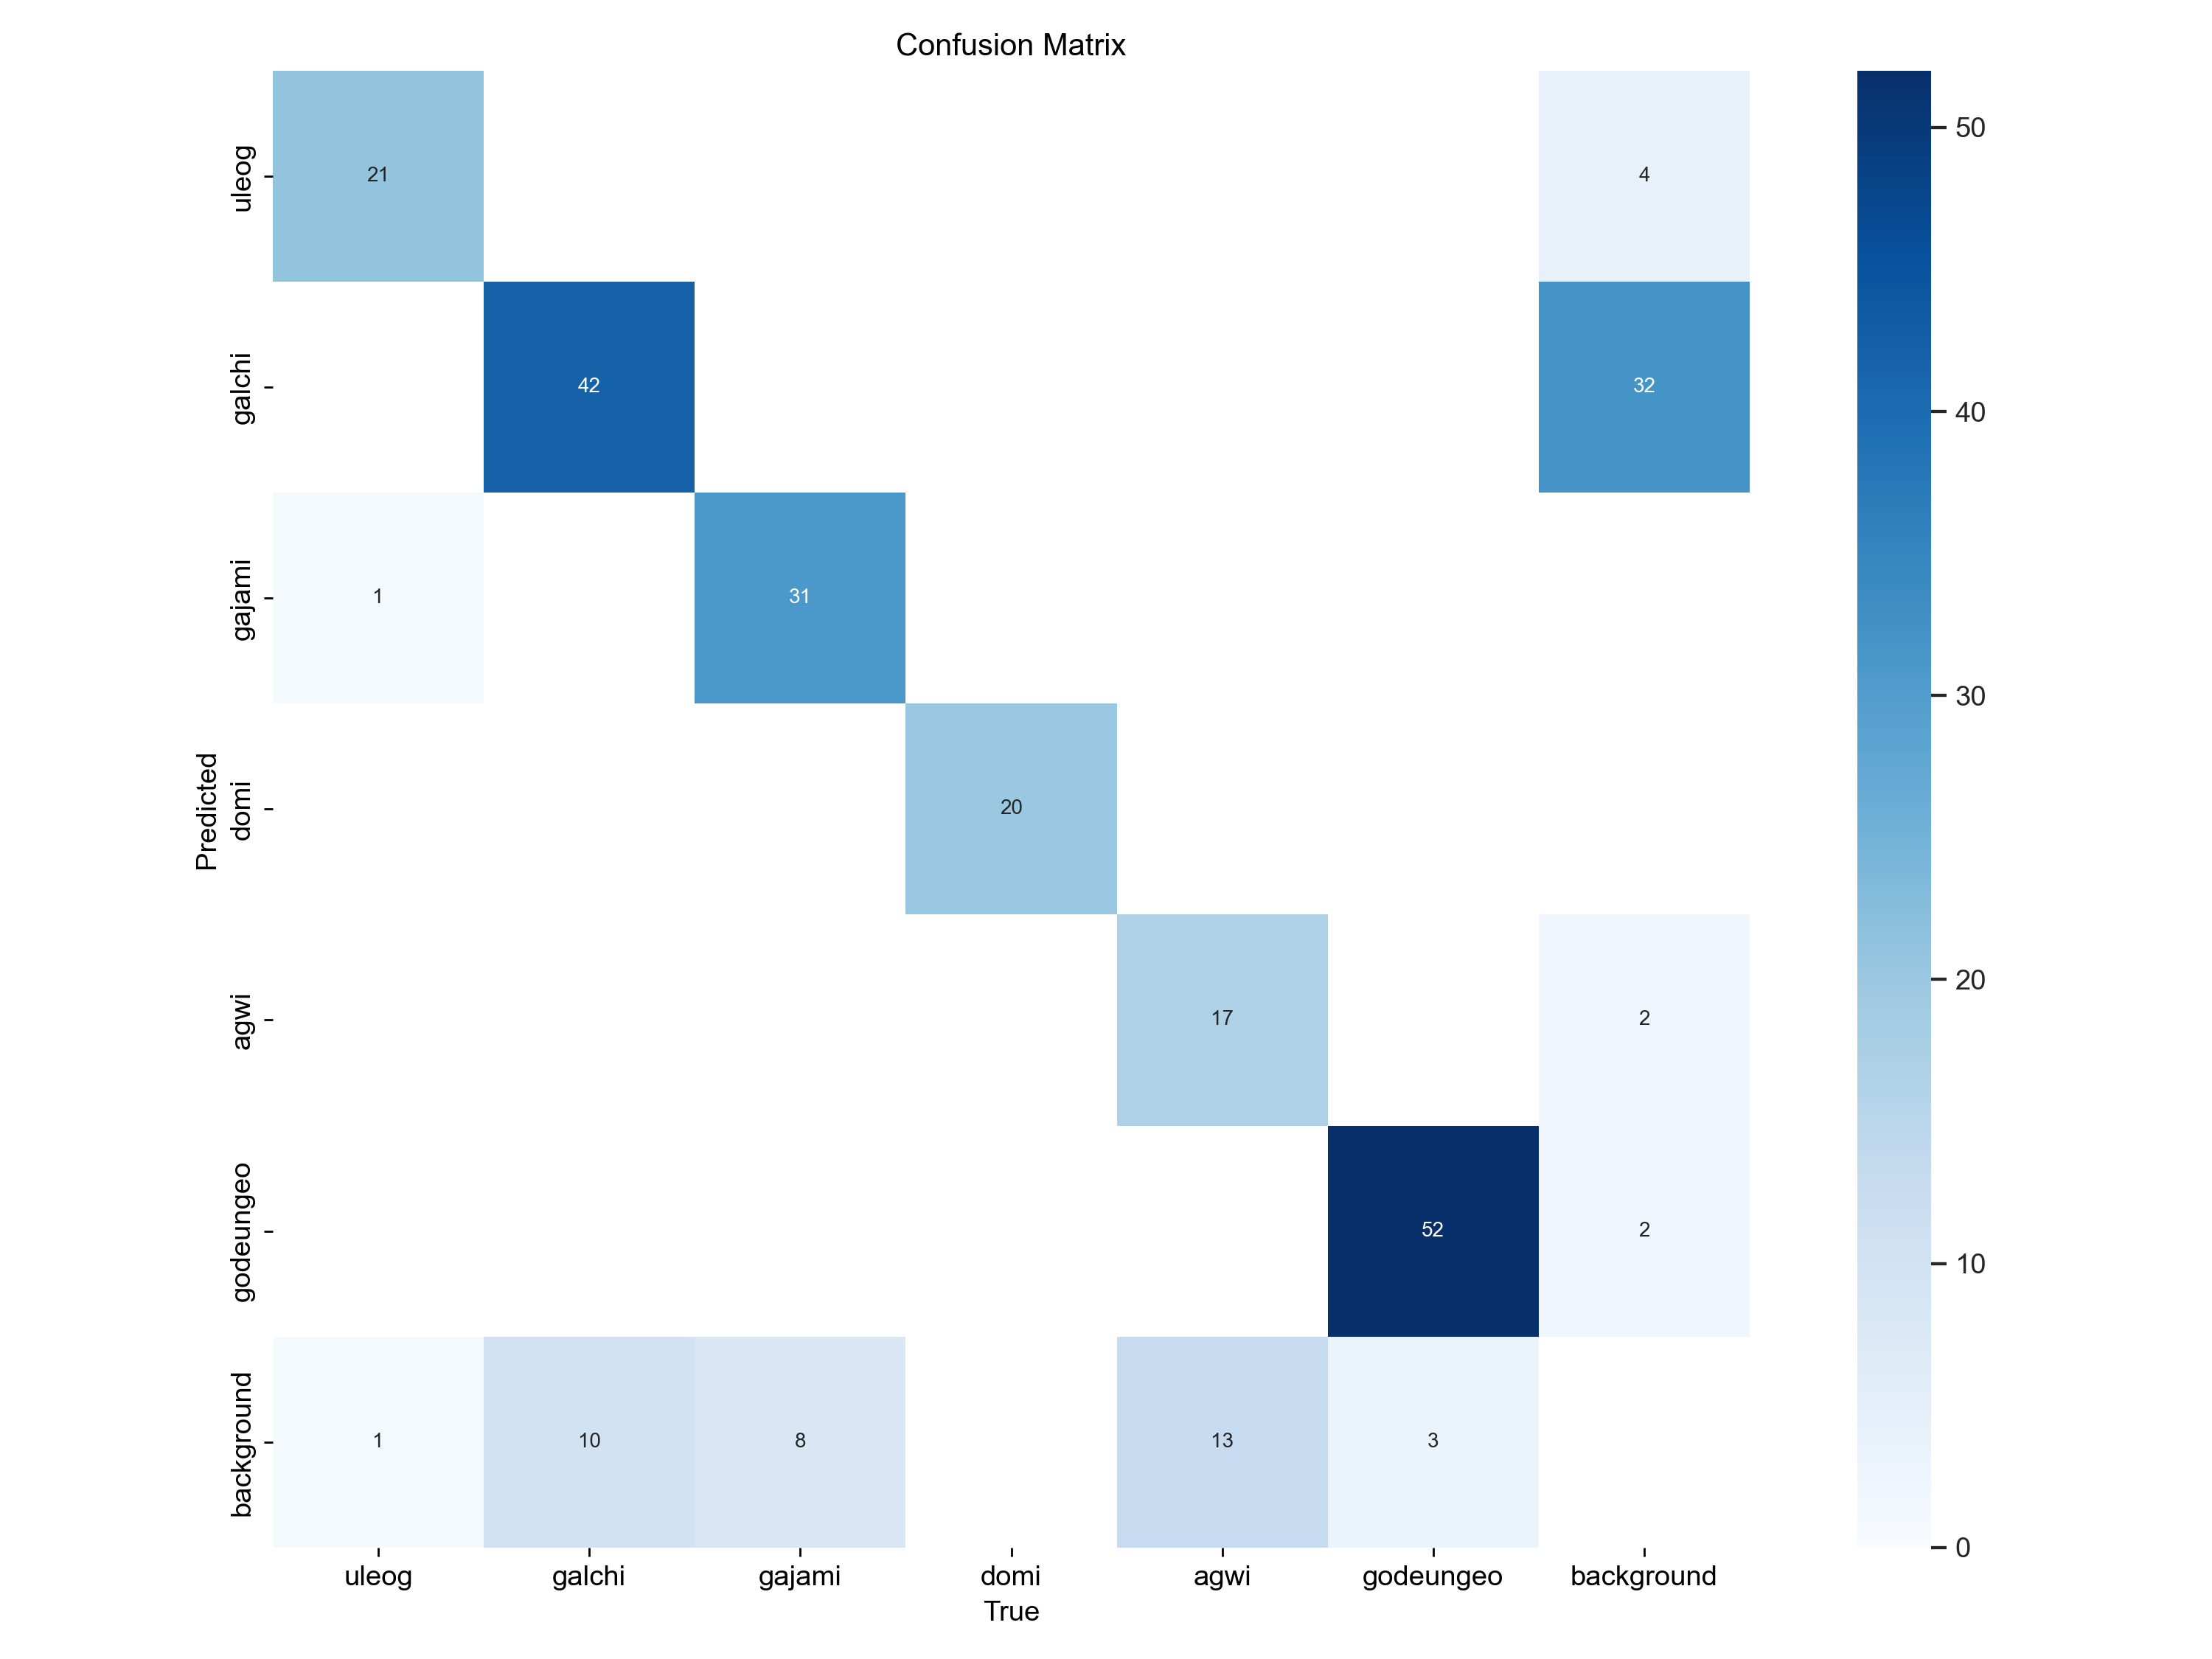 Confusion Matrix
uleog 21 4
galchi 42 32
gajami 1 31
domi 20
agwi 17 2
godeungeo 52 2
background 1 10 8 13 3
uleog galchi gajami domi agwi godeungeo background
True
Predicted
50
40
30
20
10
0